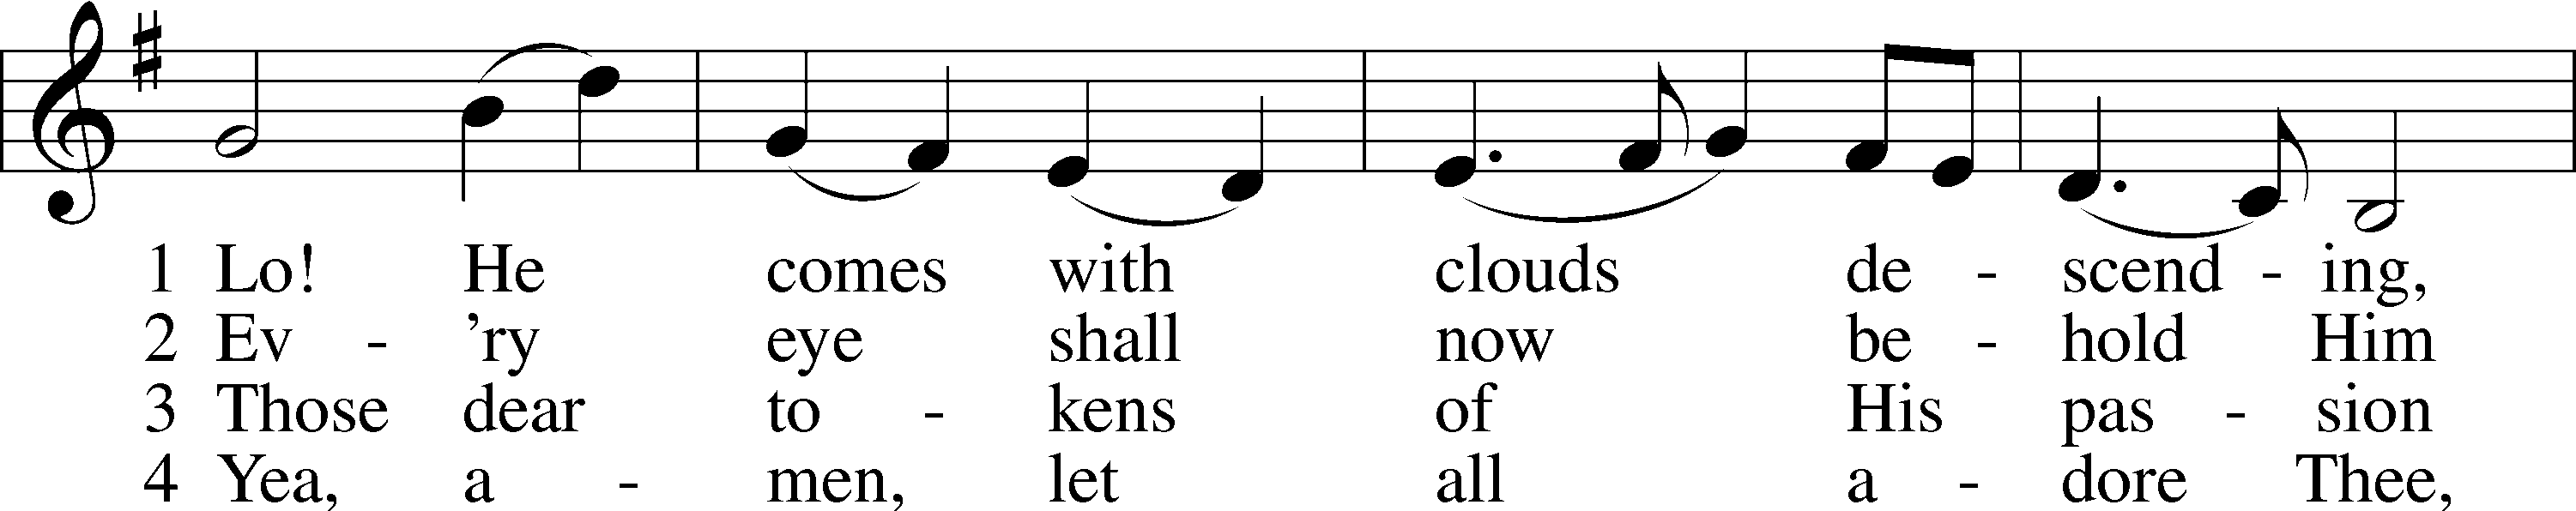 1 Lo! He comes with clouds de - scend - ing,
2 Ev - ’ry eye shall now be - hold Him
3 Those dear to - kens of His pas - sion
4 Yea, a - men, let all a - dore Thee,